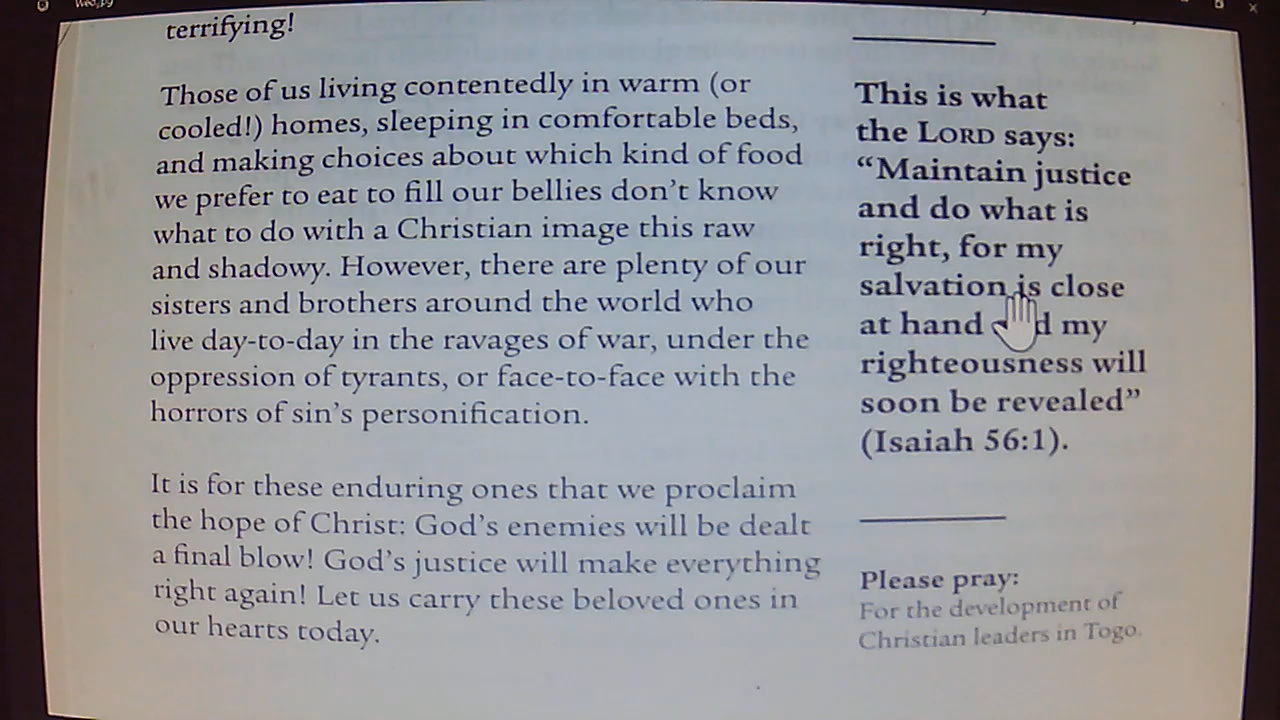 terrifying!
Those of us living contentedly in warm (or
cooled!) homes, sleeping in comfortable beds,
and making choices about which kind of food
we prefer to eat to fill our bellies don't know
what to do with a Christian image this raw
and shadowy. However, there are plenty of our
sisters and brothers around the world who
live day-to-day in the ravages of war, under the
oppression of tyrants, or face-to-face with the
horrors of sin's personification.
It is for these enduring ones that we proclaim
the hope of Christ: God's enemies will be dealt
a final blow! God's justice will make everything
right again! Let us carry these beloved ones in
our hearts today.
This is what
the LORD says:
“Maintain justice
and do what is
right, for my
salvation is close
at hand my
righteousness will
soon be revealed”
(Isaiah 56:1).
Please pray:
For the development of
Christian leaders in Togo.